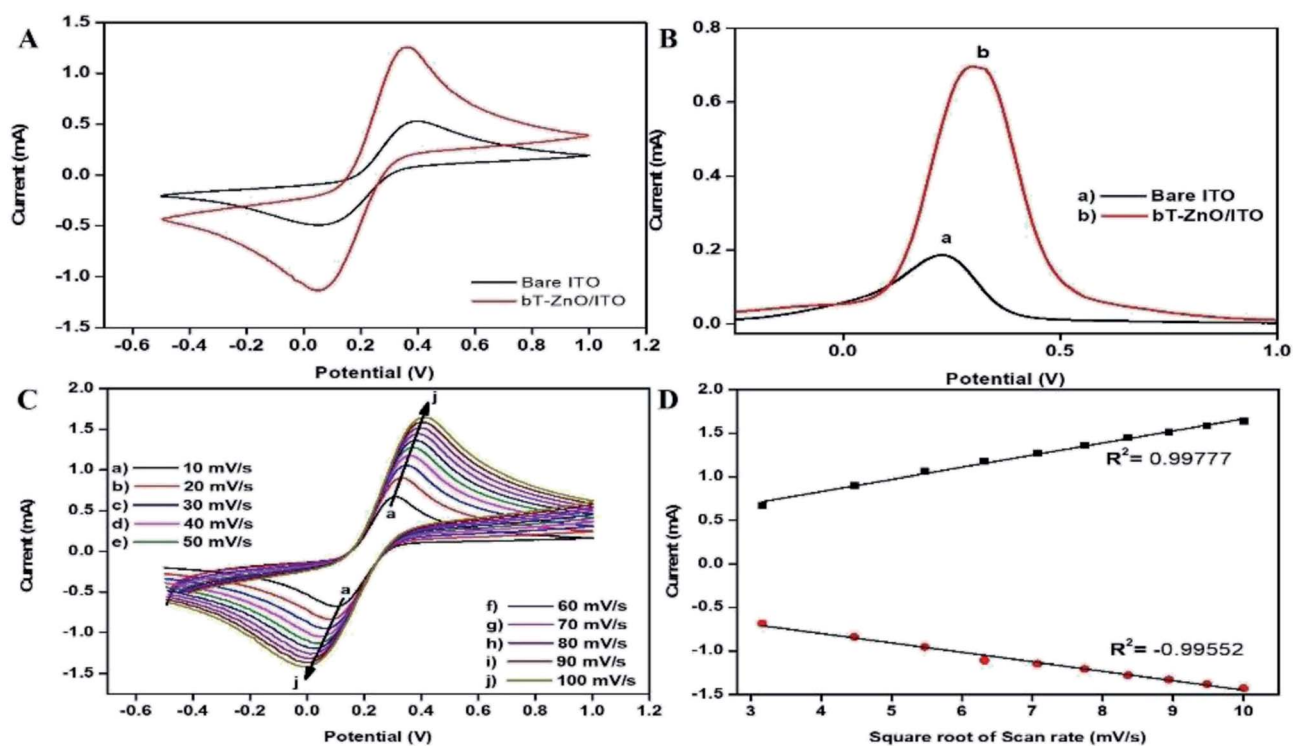 A
1.5
1.0
0.5
0.0
-0.5
-1.0
-1.5
Current (mA)
Bare ITO
bT-ZnO/ITO
-0.6 -0.4 -0.2 0.0 0.2 0.4 0.6 0.8 1.0 1.2
Potential (V)
B
0.8
0.6
0.4
0.2
0.0
Current (mA)
b
a
a) Bare ITO
b) bT-ZnO/ITO
0.0 0.5 1.0
Potential (V)
C
2.0
1.5
1.0
0.5
0.0
-0.5
-1.0
-1.5
Current (mA)
j
a
a
j
a) 10 mV/s
b) 20 mV/s
c) 30 mV/s
d) 40 mV/s
e) 50 mV/s
f) 60 mV/s
g) 70 mV/s
h) 80 mV/s
i) 90 mV/s
j) 100 mV/s
-0.6 -0.4 -0.2 0.0 0.2 0.4 0.6 0.8 1.0 1.2
Potential (V)
D
2.0
1.5
1.0
0.5
0.0
-0.5
-1.0
-1.5
Current (mA)
R²= 0.99777
R²= -0.99552
3 4 5 6 7 8 9 10
Square root of Scan rate (mV/s)